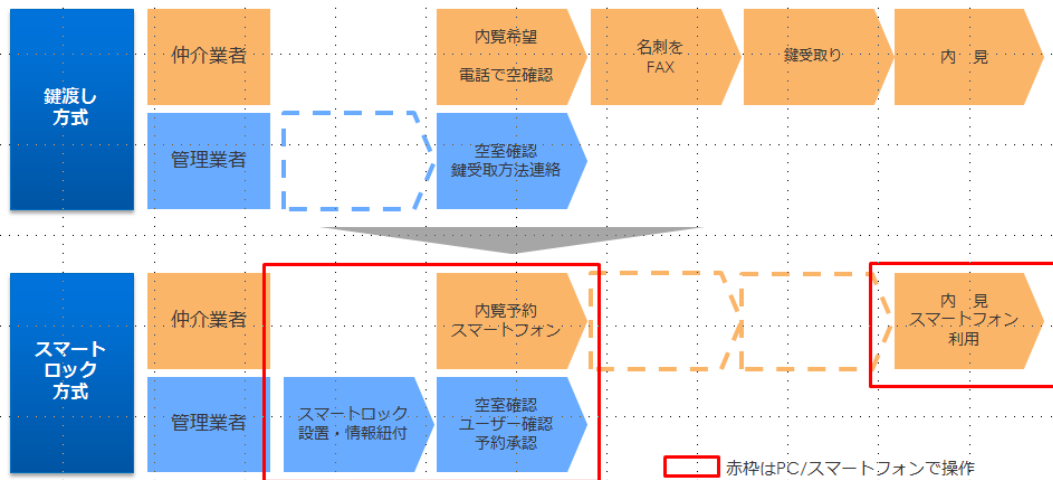 鍵渡し
方式
仲介業者
内覧希望
電話で空確認
名刺を
FAX
鍵受取り
内　見
管理業者
空室確認
鍵受取方法連絡
スマート
ロック
方式
仲介業者
内覧予約
スマートフォン
内　見
スマートフォン
利用
管理業者
スマートロック
設置・情報紐付
空室確認
ユーザー確認
予約承認
赤枠はPC/スマートフォンで操作